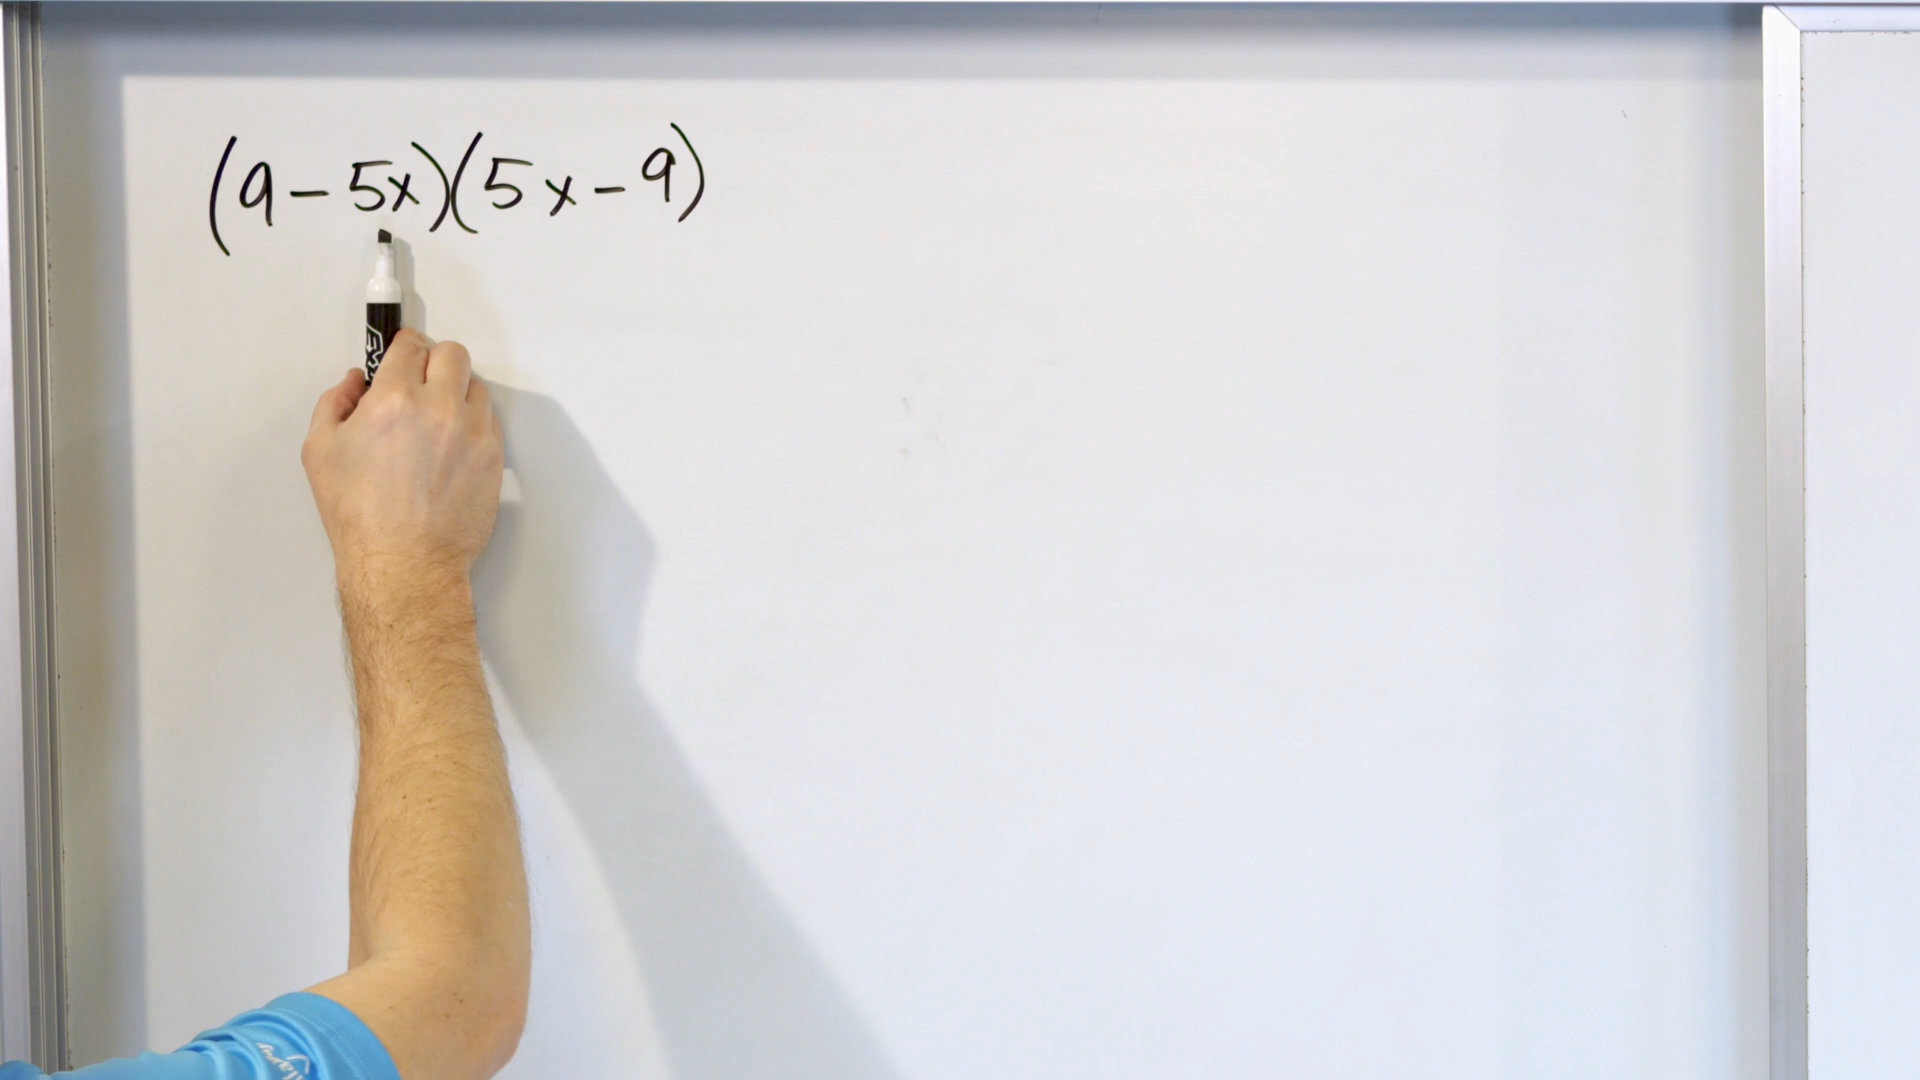 (9 - 5x)(5x - 9)